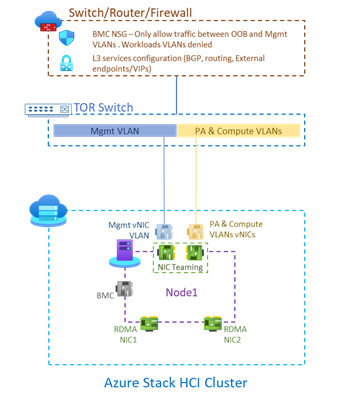 Switch/Router/Firewall
BMC NSG – Only allow traffic between OOB and Mgmt
VLANs . Workloads VLANs denied
L3 services configuration (BGP, routing, External
endpoints/VIPs)
TOR Switch
Mgmt VLAN
PA & Compute VLANs
Mgmt vNIC
VLAN
PA & Compute
VLANs vNICs
NIC Teaming
BMC
Node1
RDMA
NIC1
RDMA
NIC2
Azure Stack HCI Cluster